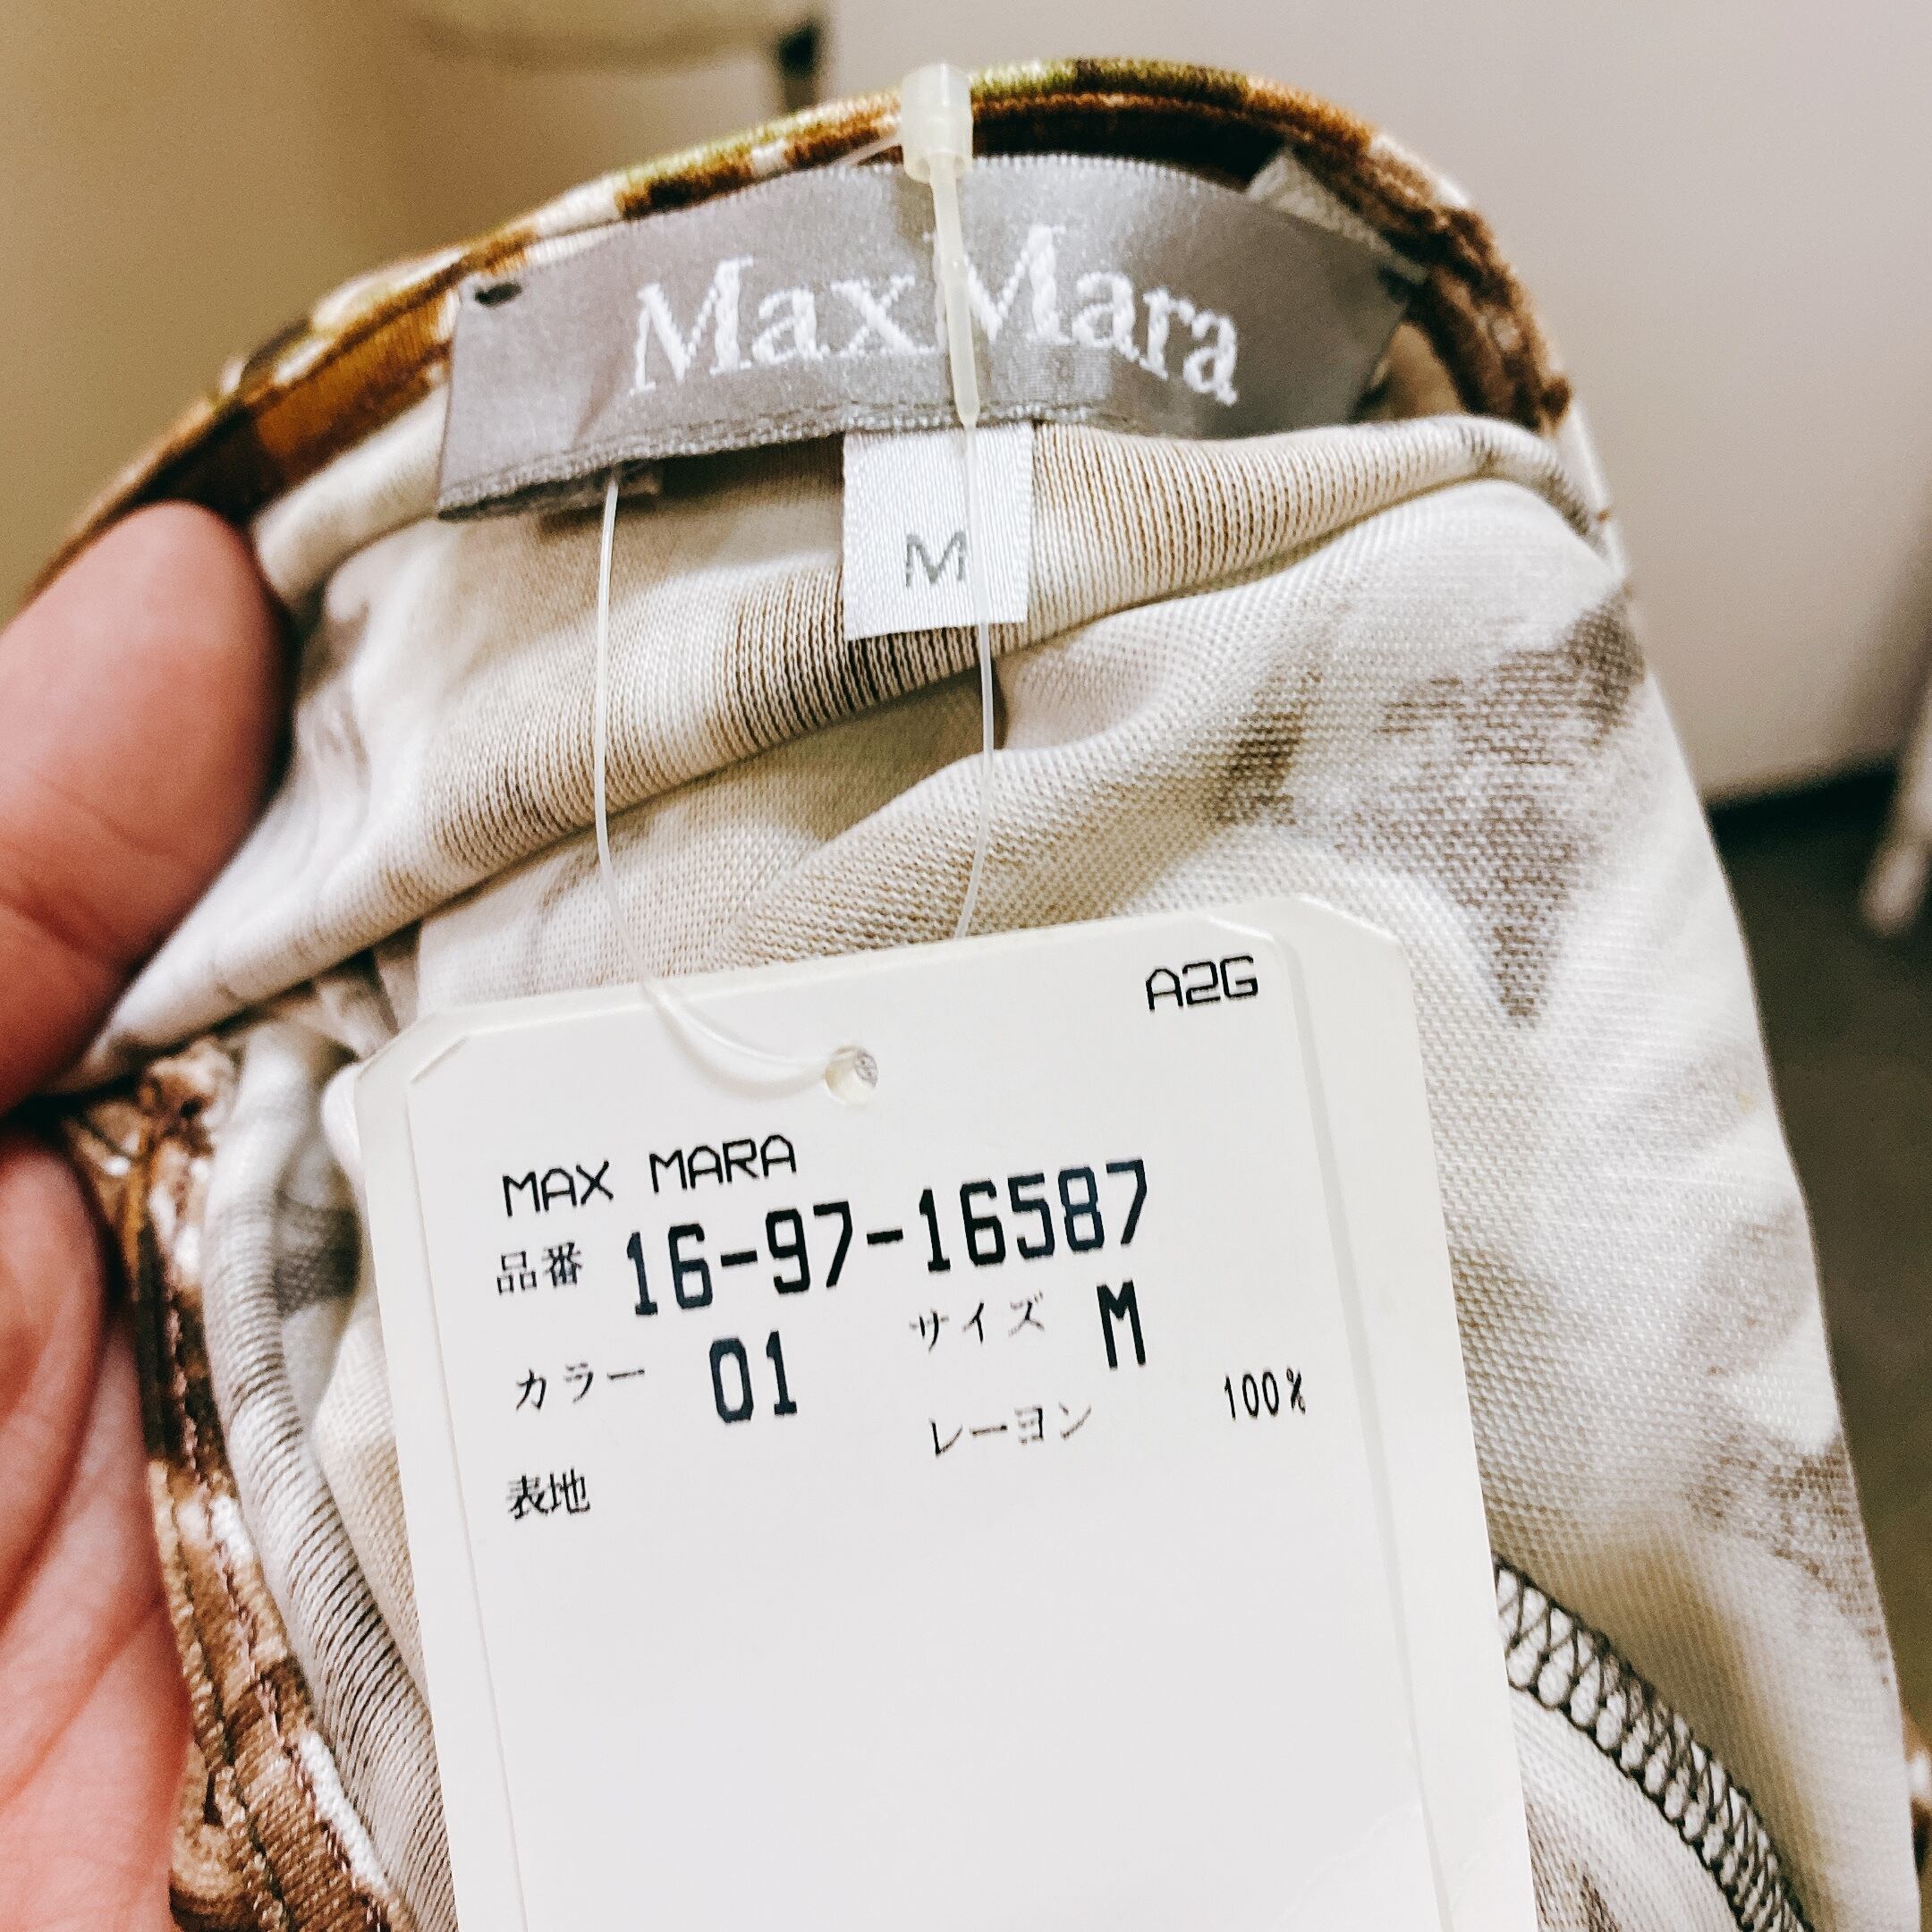 MaxMara
M
A2G
MAX MARA
品番 16-97-16587
カラー 01 サイズ M
表地 レーヨン 100%